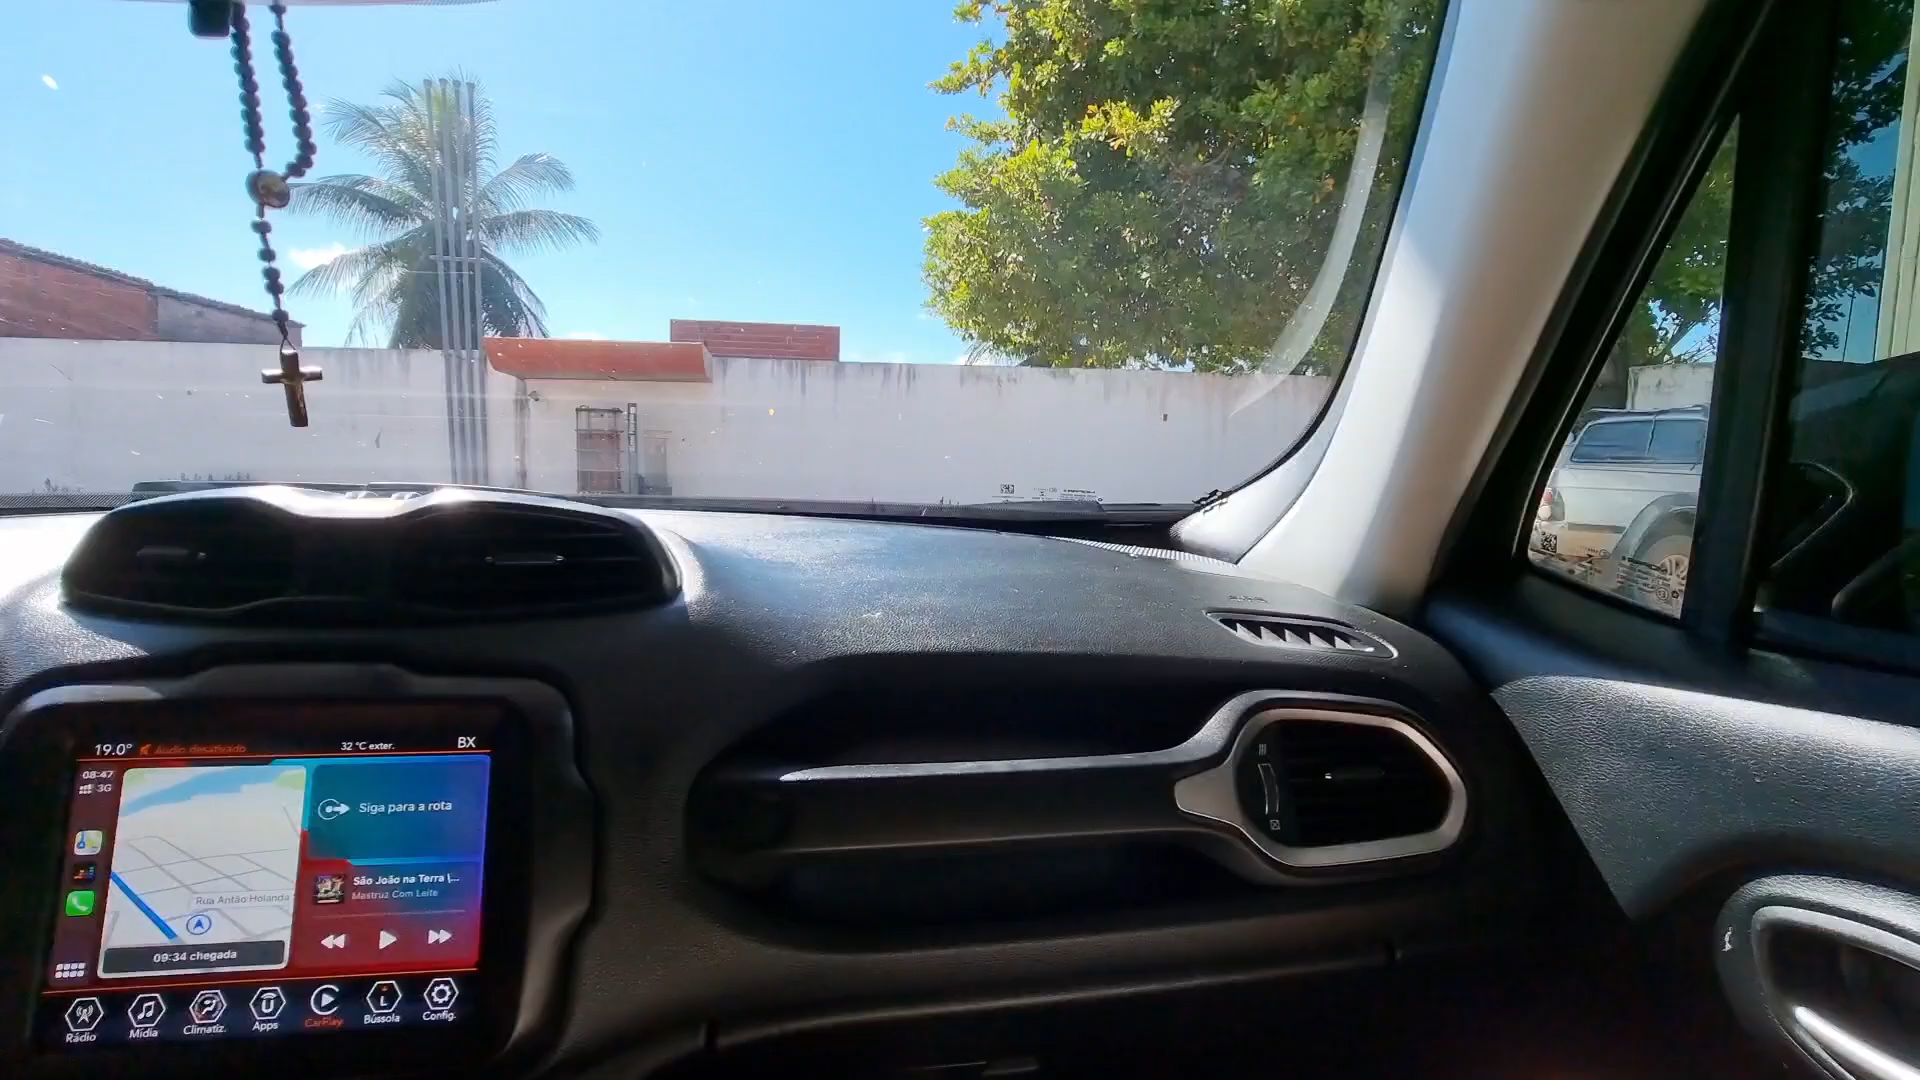 19.0°
Áudio desativado
32 °C exter.
BX
08:47
3G
Siga para a rota
Rua Antão Holanda
São João na Terra \...
Mastruz Com Leite
09:34 chegada
Rádio
Mídia
Climatiz.
Apps
CarPlay
Bússola
Config.